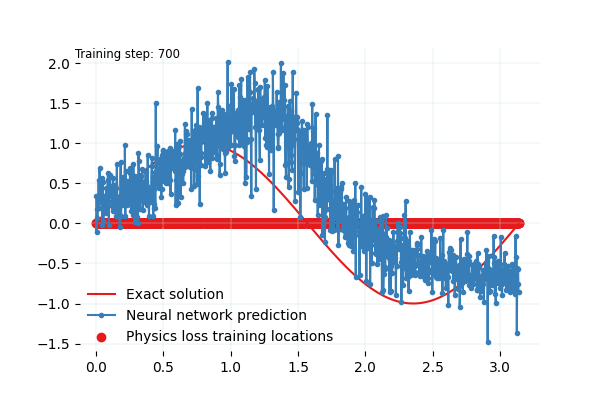 Training step: 700
2.0
1.5
1.0
0.5
0.0
−0.5
−1.0
−1.5
Exact solution
Neural network prediction
Physics loss training locations
0.0 0.5 1.0 1.5 2.0 2.5 3.0